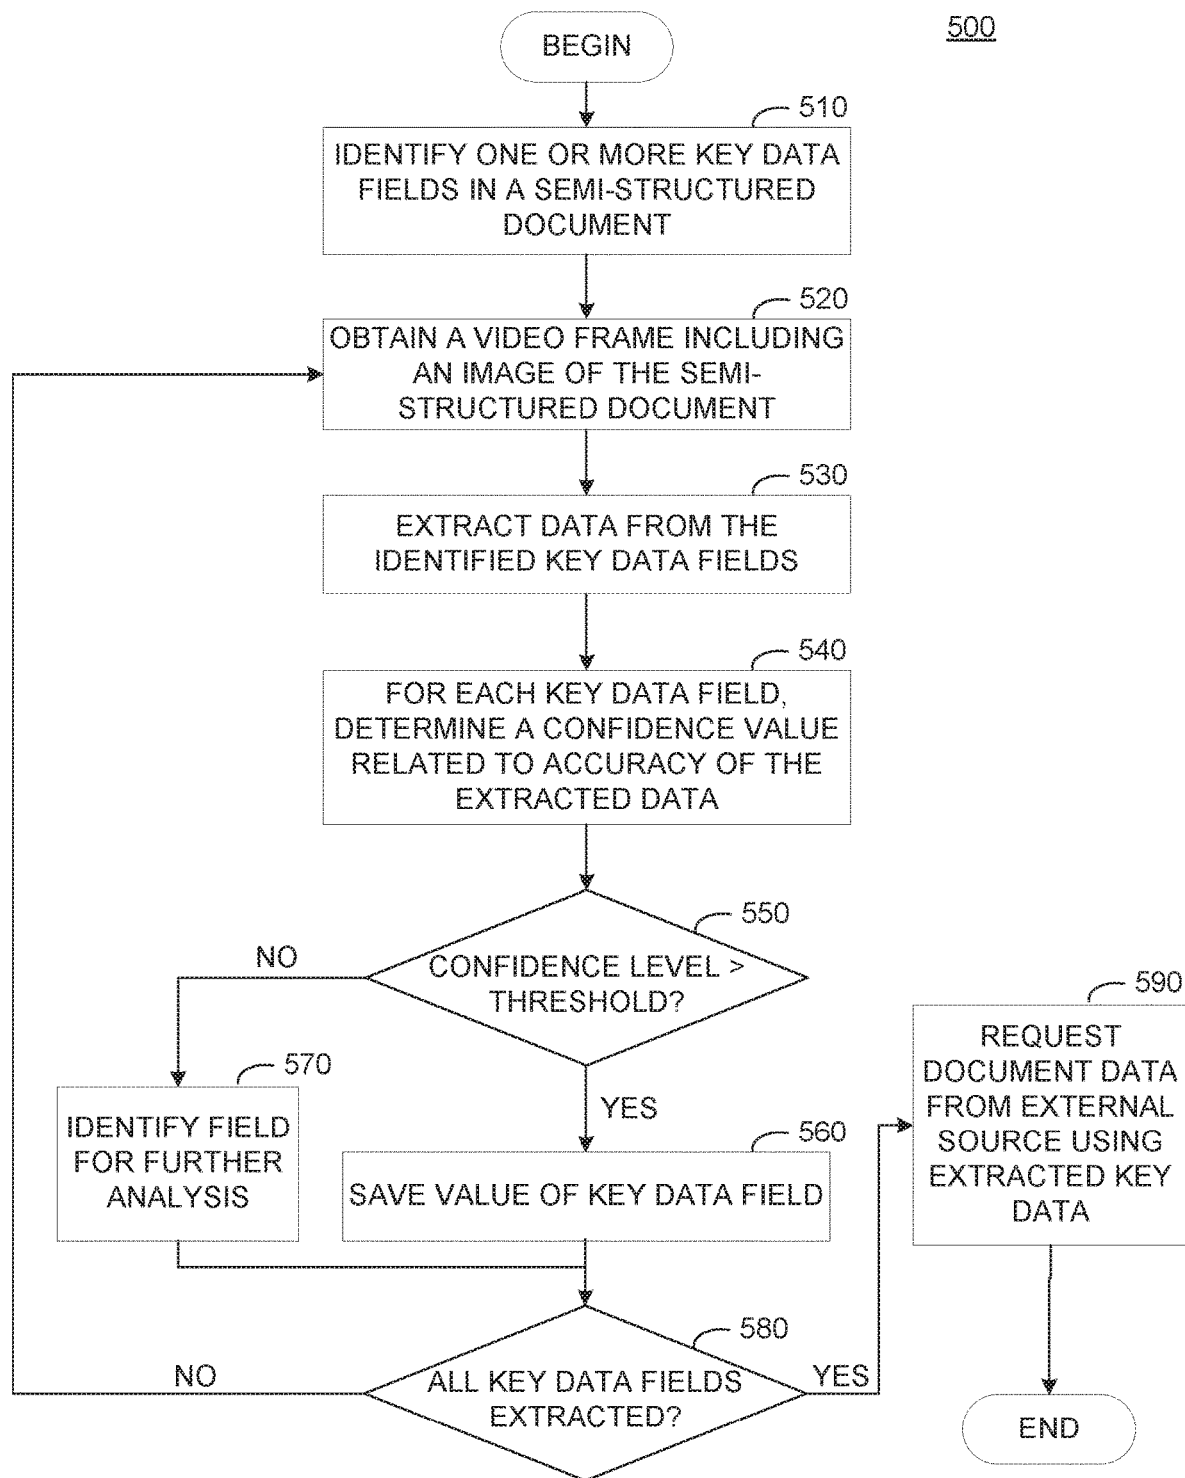 500
BEGIN
510
IDENTIFY ONE OR MORE KEY DATA
FIELDS IN A SEMI-STRUCTURED
DOCUMENT
520
OBTAIN A VIDEO FRAME INCLUDING
AN IMAGE OF THE SEMI-
STRUCTURED DOCUMENT
530
EXTRACT DATA FROM THE
IDENTIFIED KEY DATA FIELDS
540
FOR EACH KEY DATA FIELD,
DETERMINE A CONFIDENCE VALUE
RELATED TO ACCURACY OF THE
EXTRACTED DATA
550
CONFIDENCE LEVEL >
THRESHOLD?
NO
YES
570
IDENTIFY FIELD
FOR FURTHER
ANALYSIS
560
SAVE VALUE OF KEY DATA FIELD
580
ALL KEY DATA FIELDS
EXTRACTED?
NO
YES
590
REQUEST
DOCUMENT DATA
FROM EXTERNAL
SOURCE USING
EXTRACTED KEY
DATA
END